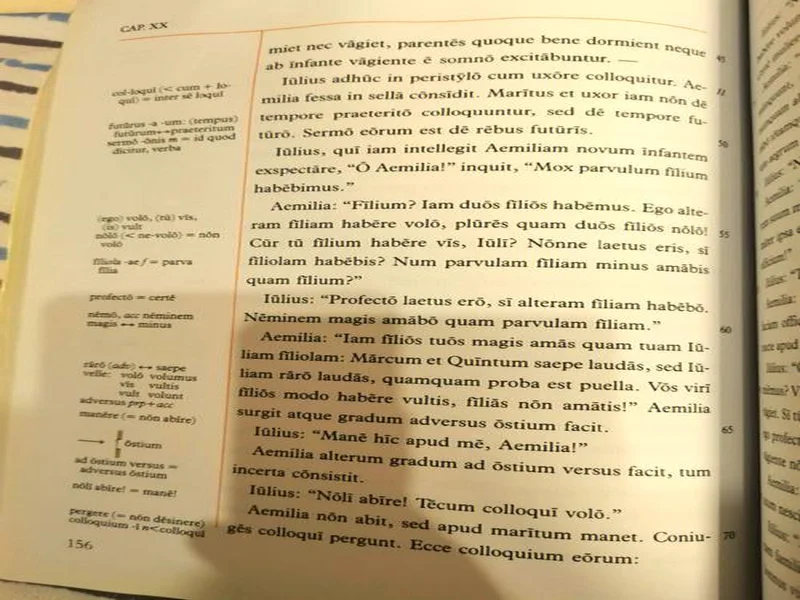 CAP. XX
miet nec vāgiet, parentēs quoque bene dormient neque
ab īnfante vāgiente ē somnō excitābuntur. —
Iūlius adhūc in peristȳlō cum uxōre colloquitur. Ae-
milia fessa in sellā cōnsīdit. Marītus et uxor iam nōn dē
tempore praeteritō colloquuntur, sed dē tempore fu-
tūrō. Sermō eōrum est dē rēbus futūrīs.
Iūlius, quī iam intellegit Aemiliam novum īnfantem
exspectāre, “Ō Aemilia!” inquit, “Mox parvulum fīlium
habēbimus.”
Aemilia: “Fīlium? Iam duōs fīliōs habēmus. Ego alte-
ram fīliam habēre volō, plūrēs quam duōs fīliōs nōlō!
Cūr tū fīlium habēre vīs, Iūlī? Nōnne laetus eris, sī
fīliolam habēbis? Num parvulam fīliam minus amābis
quam fīlium?”
Iūlius: “Profectō laetus erō, sī alteram fīliam habēbō.
Nēminem magis amābō quam parvulam fīliam.”
Aemilia: “Iam fīliōs tuōs magis amās quam tuam Iū-
liam fīliolam: Mārcum et Quīntum saepe laudās, sed Iū-
liam rārō laudās, quamquam proba est puella. Vōs virī
fīliōs modo habēre vultis, fīliās nōn amātis!” Aemilia
surgit atque gradum adversus ōstium facit.
Iūlius: “Manē hīc apud mē, Aemilia!”
Aemilia alterum gradum ad ōstium versus facit, tum
incerta cōnsistit.
Iūlius: “Nōlī abīre! Tēcum colloquī volō.”
Aemilia nōn abit, sed apud marītum manet. Coniu-
gēs colloquī pergunt. Ecce colloquium eōrum:
45
50
55
60
65
70
col-loquī (< cum + lo-
quī) = inter sē loquī
futūrus -a -um: (tempus)
futūrum↔praeteritum
sermō -ōnis m = id quod
dīcitur, verba
(ego) volō, (tū) vīs,
(is) vult
nōlō (< ne-volō) = nōn
volō
fīliola -ae f = parva
fīlia
profectō = certē
nēmō, acc nēminem
magis ↔ minus
rārō (adv) ↔ saepe
velle: volō volumus
vīs vultis
vult volunt
adversus prp+acc
manēre (= nōn abīre)
ōstium
ad ōstium versus =
adversus ōstium
nōlī abīre! = manē!
pergere (= nōn dēsinere)
colloquium -ī n<colloquī
156